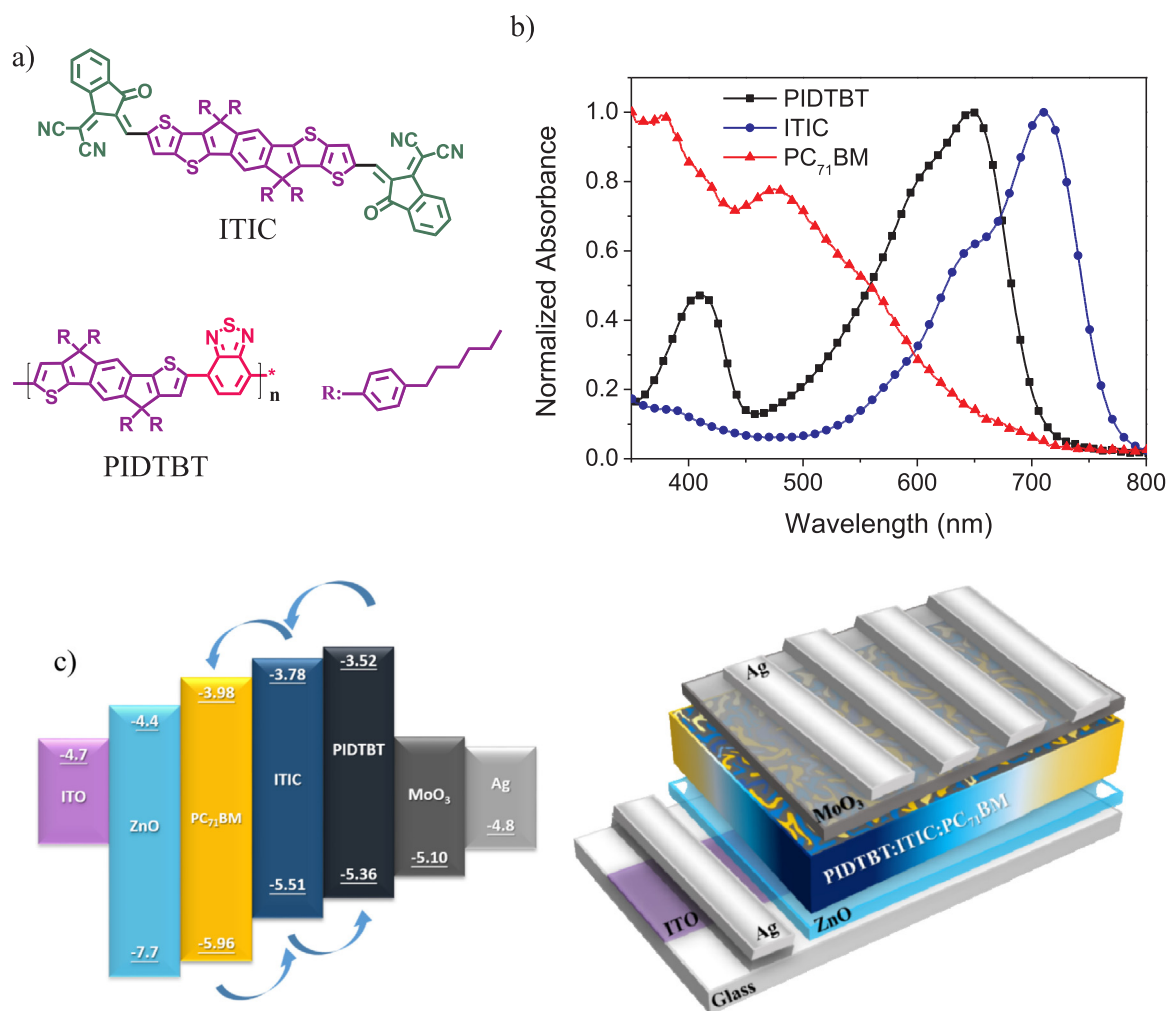 a)
O
R R
S
S
NC
CN
NC
CN
S
S
R R
O
ITIC
R R
S
N N
S
S
*
n
R R
R:
PIDTBT
b)
PIDTBT
ITIC
PC71BM
Normalized Absorbance
1.0
0.8
0.6
0.4
0.2
0.0
400 500 600 700 800
Wavelength (nm)
c)
-4.7
ITO
-4.4
ZnO
-7.7
-3.98
PC71BM
-5.96
-3.78
ITIC
-5.51
-3.52
PIDTBT
-5.36
MoO3
-5.10
Ag
-4.8
Ag
MoO3
PIDTBT:ITIC:PC71BM
ZnO
ITO
Ag
Glass